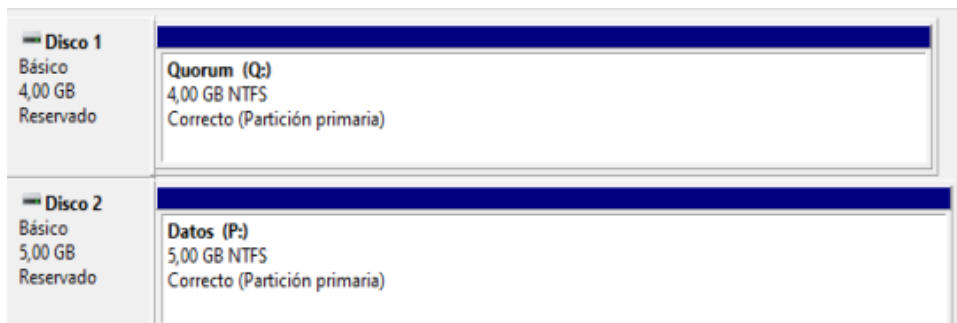 Disco 1
Básico
4,00 GB
Reservado
Quorum (Q:)
4,00 GB NTFS
Correcto (Partición primaria)
Disco 2
Básico
5,00 GB
Reservado
Datos (P:)
5,00 GB NTFS
Correcto (Partición primaria)